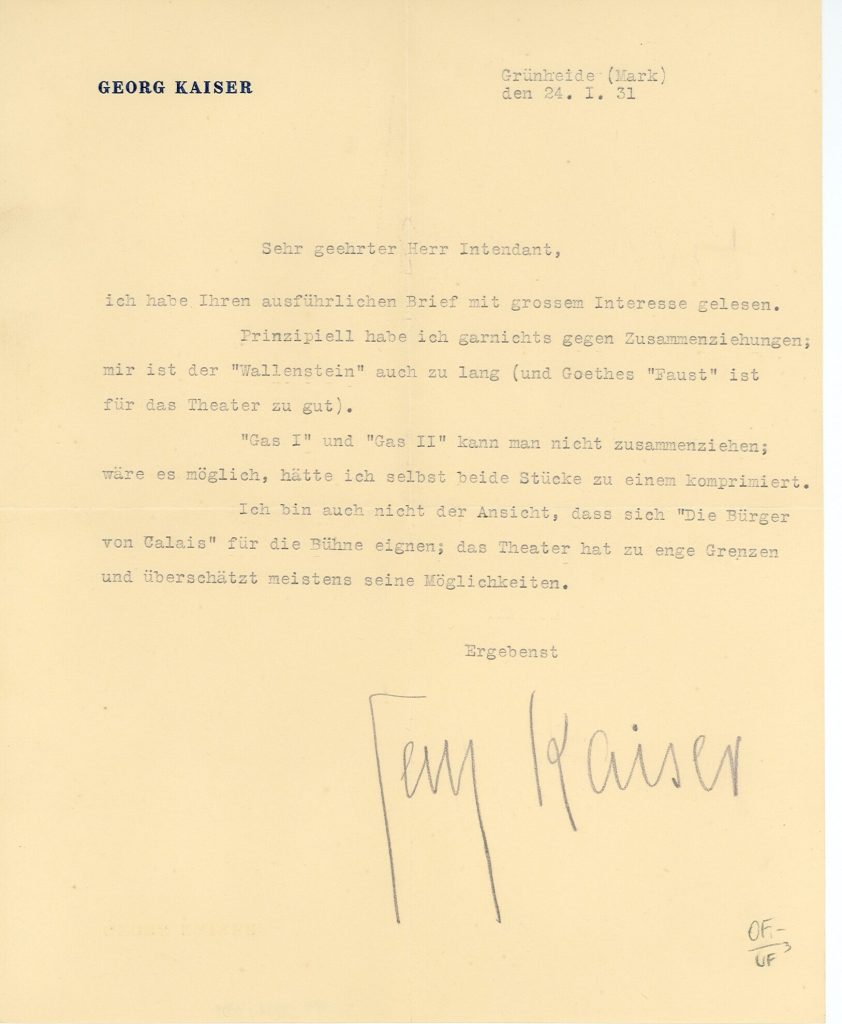 GEORG KAISER
Grünheide (Mark)
den 24. I. 31
Sehr geehrter Herr Intendant,
ich habe Ihren ausführlichen Brief mit grossem Interesse gelesen.
Prinzipiell habe ich garnichts gegen Zusammenziehungen;
mir ist der "Wallenstein" auch zu lang (und Goethes "Faust" ist
für das Theater zu gut).
"Gas I" und "Gas II" kann man nicht zusammenziehen;
wäre es möglich, hätte ich selbst beide Stücke zu einem komprimiert.
Ich bin auch nicht der Ansicht, dass sich "Die Bürger
von Calais" für die Bühne eignen; das Theater hat zu enge Grenzen
und überschätzt meistens seine Möglichkeiten.
Ergebenst
Georg Kaiser